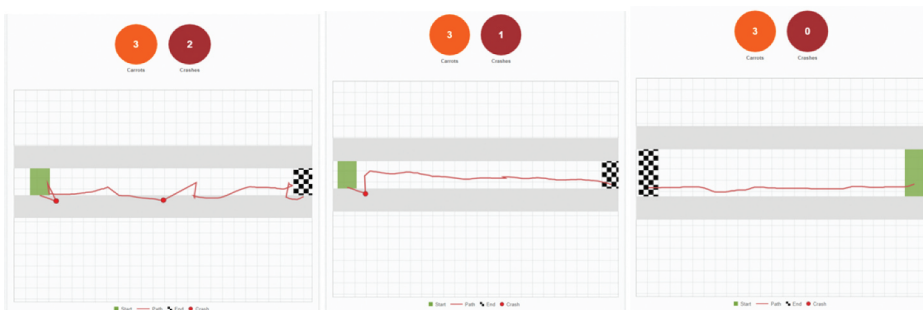 3 2
Carrots Crashes
Start Path End Crash
3 1
Carrots Crashes
Start Path End Crash
3 0
Carrots Crashes
Start Path End Crash